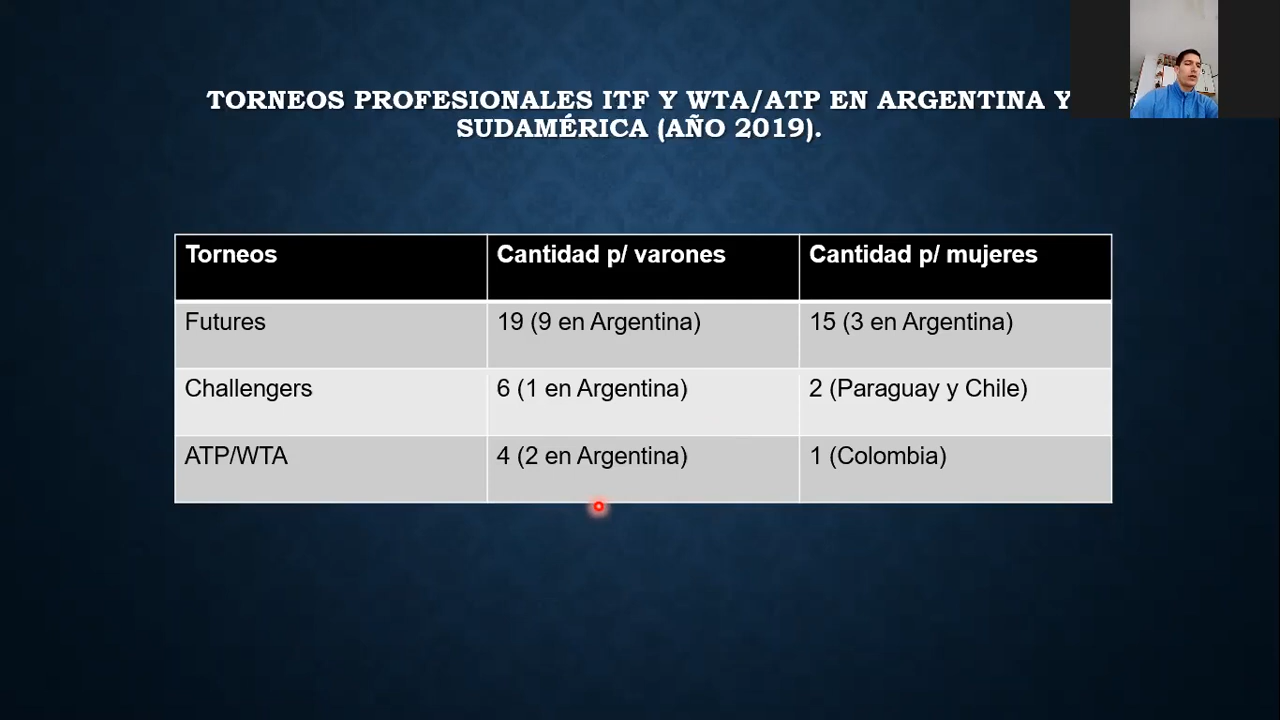 TORNEOS PROFESIONALES ITF Y WTA/ATP EN ARGENTINA Y
SUDAMÉRICA (AÑO 2019).
Torneos
Cantidad p/ varones
Cantidad p/ mujeres
Futures
19 (9 en Argentina)
15 (3 en Argentina)
Challengers
6 (1 en Argentina)
2 (Paraguay y Chile)
ATP/WTA
4 (2 en Argentina)
1 (Colombia)